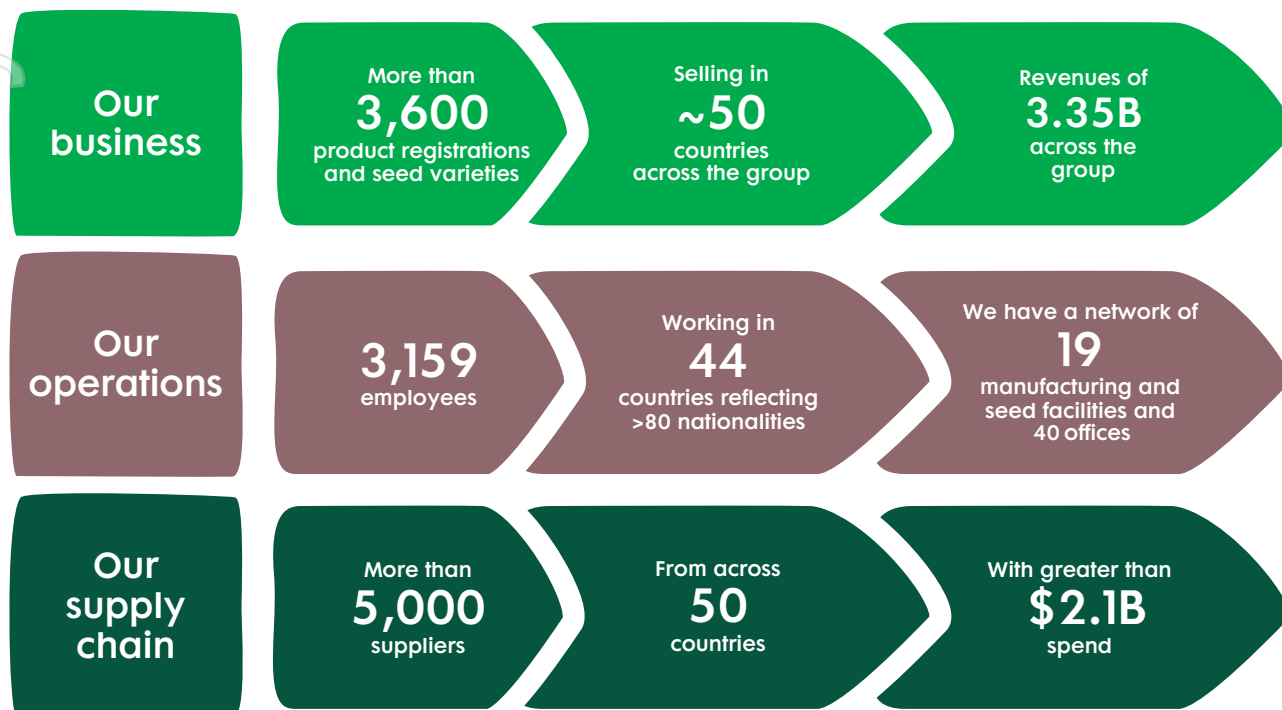 Our
business
More than
3,600
product registrations
and seed varieties
Selling in
~50
countries
across the group
Revenues of
3.35B
across the
group
Our
operations
3,159
employees
Working in
44
countries reflecting
>80 nationalities
We have a network of
19
manufacturing and
seed facilities and
40 offices
Our
supply
chain
More than
5,000
suppliers
From across
50
countries
With greater than
$2.1B
spend